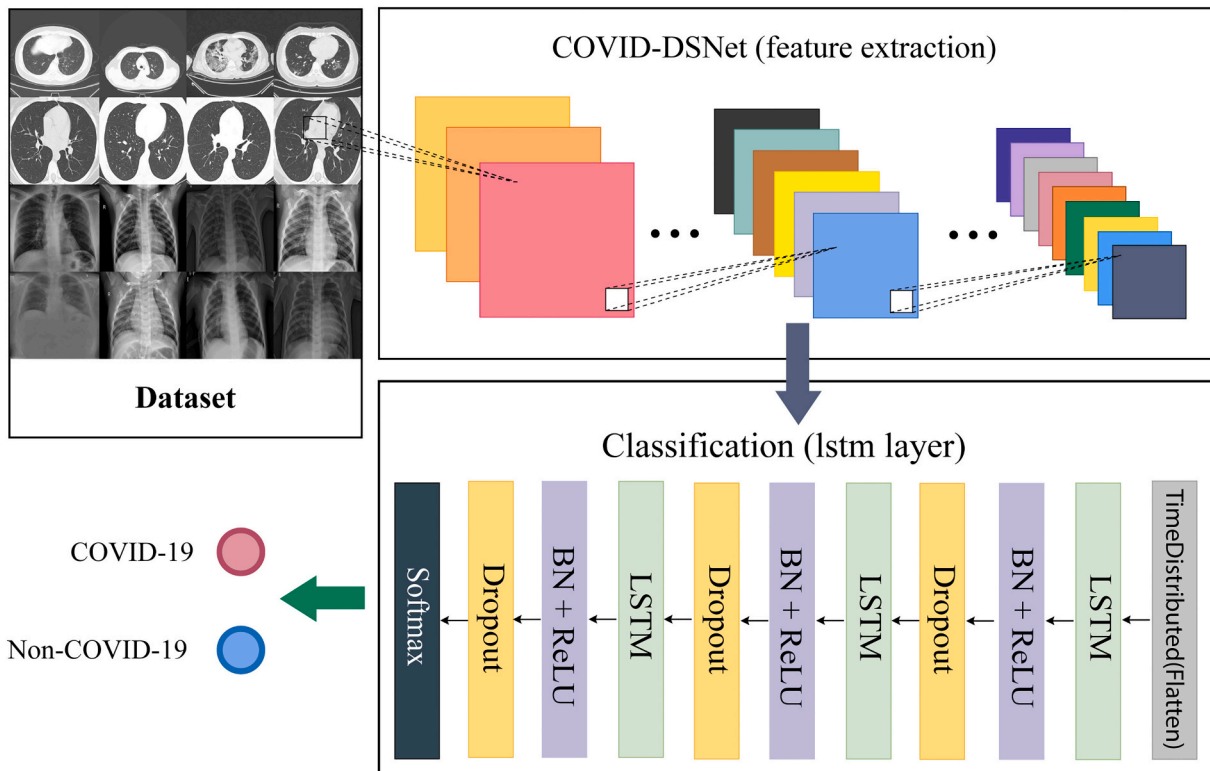 COVID-DSNet (feature extraction)
Dataset
Classification (lstm layer)
Softmax
Dropout
BN + ReLU
LSTM
Dropout
BN + ReLU
LSTM
Dropout
BN + ReLU
LSTM
TimeDistributed(Flatten)
COVID-19
Non-COVID-19